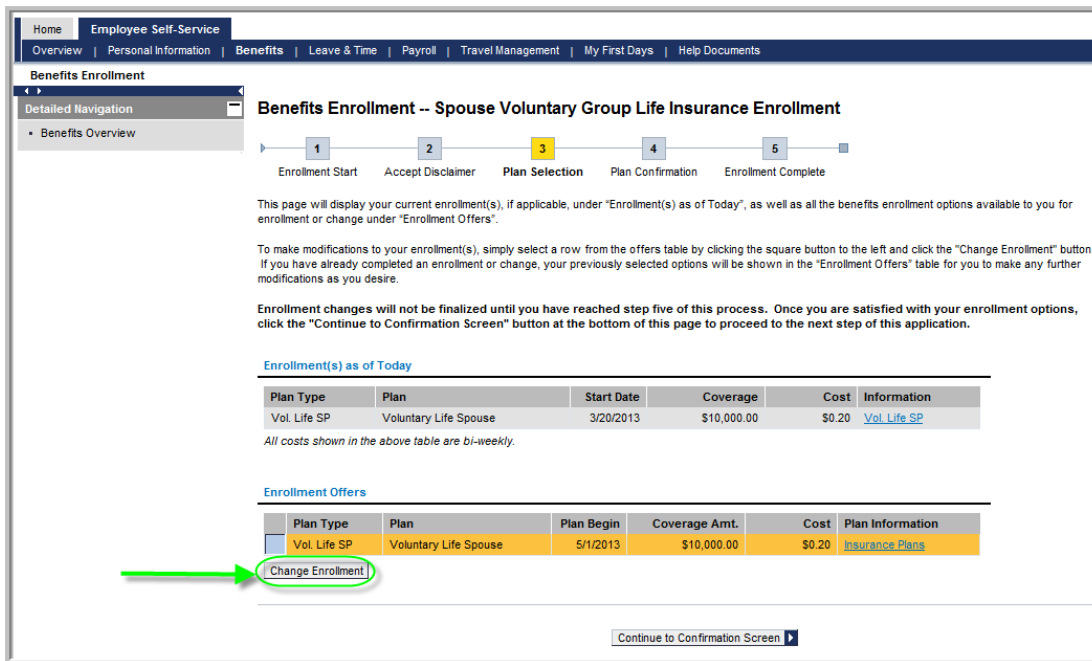 Home Employee Self-Service
Overview | Personal Information | Benefits | Leave & Time | Payroll | Travel Management | My First Days | Help Documents
Benefits Enrollment
Detailed Navigation
• Benefits Overview
Benefits Enrollment -- Spouse Voluntary Group Life Insurance Enrollment
1 2 3 4 5
Enrollment Start Accept Disclaimer Plan Selection Plan Confirmation Enrollment Complete
This page will display your current enrollment(s), if applicable, under "Enrollment(s) as of Today", as well as all the benefits enrollment options available to you for
enrollment or change under "Enrollment Offers".
To make modifications to your enrollment(s), simply select a row from the offers table by clicking the square button to the left and click the "Change Enrollment" button
If you have already completed an enrollment or change, your previously selected options will be shown in the "Enrollment Offers" table for you to make any further
modifications as you desire.
Enrollment changes will not be finalized until you have reached step five of this process. Once you are satisfied with your enrollment options,
click the "Continue to Confirmation Screen" button at the bottom of this page to proceed to the next step of this application.
Enrollment(s) as of Today
Plan Type Plan Start Date Coverage Cost Information
Vol. Life SP Voluntary Life Spouse 3/20/2013 $10,000.00 $0.20 Vol. Life SP
All costs shown in the above table are bi-weekly.
Enrollment Offers
Plan Type Plan Plan Begin Coverage Amt. Cost Plan Information
Vol. Life SP Voluntary Life Spouse 5/1/2013 $10,000.00 $0.20 Insurance Plans
Change Enrollment
Continue to Confirmation Screen